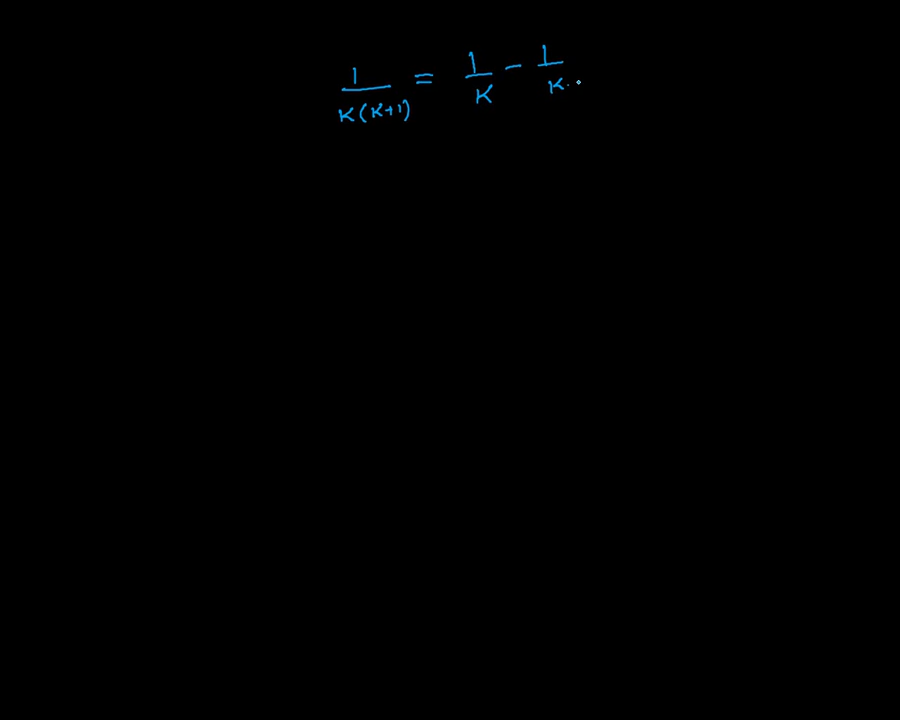 1/K(K+1) = 1/K - 1/K